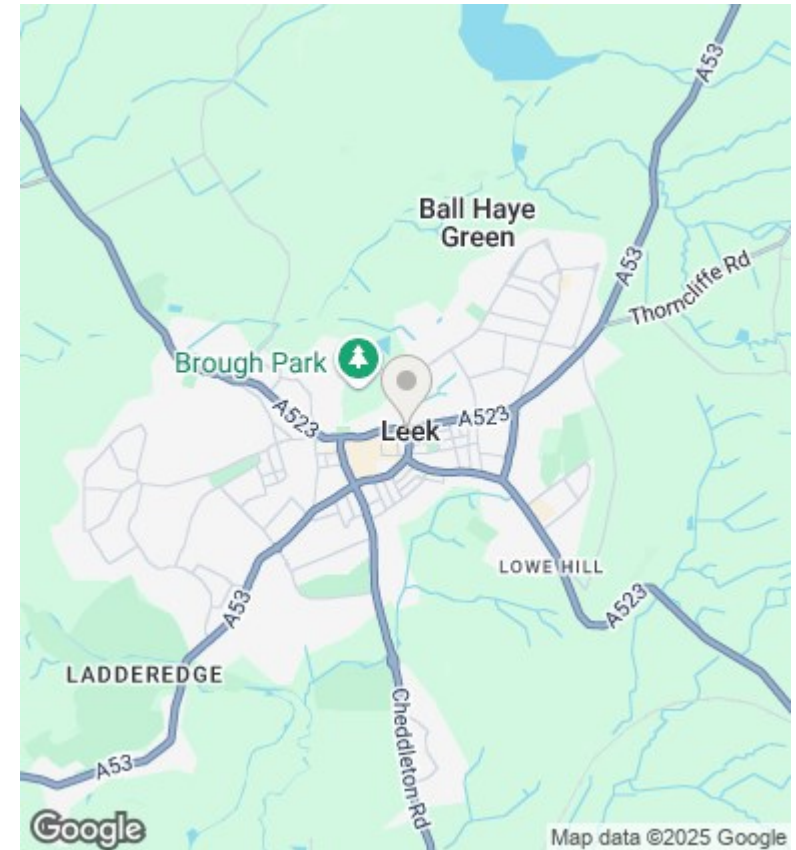 A53
Ball Haye
Green
A53
Thorncliffe Rd
Brough Park
A523
A523
Leek
LOWE HILL
A523
A53
LADDEREDGE
Cheddleton Rd
A53
Google
Map data ©2025 Google